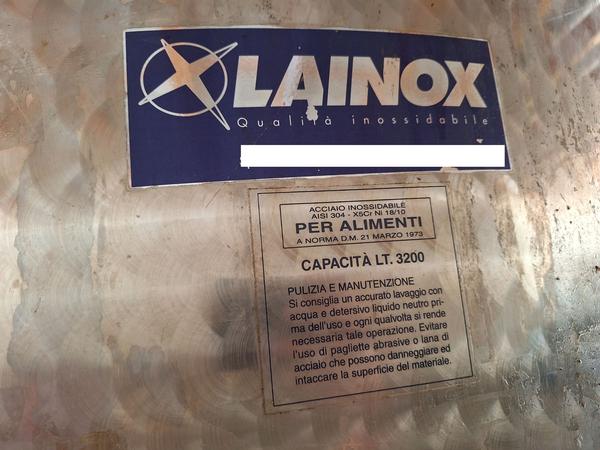 LAINOX
Qualità inossidabile
ACCIAIO INOSSIDABILE
AISI 304 - X5Cr Ni 18/10
PER ALIMENTI
A NORMA D.M. 21 MARZO 1973
CAPACITÀ LT. 3200
PULIZIA E MANUTENZIONE
Si consiglia un accurato lavaggio con
acqua e detersivo liquido neutro pri-
ma dell'uso e ogni qualvolta si rende
necessaria tale operazione. Evitare
l'uso di pagliette abrasive o lana di
acciaio che possono danneggiare ed
intaccare la superficie del materiale.